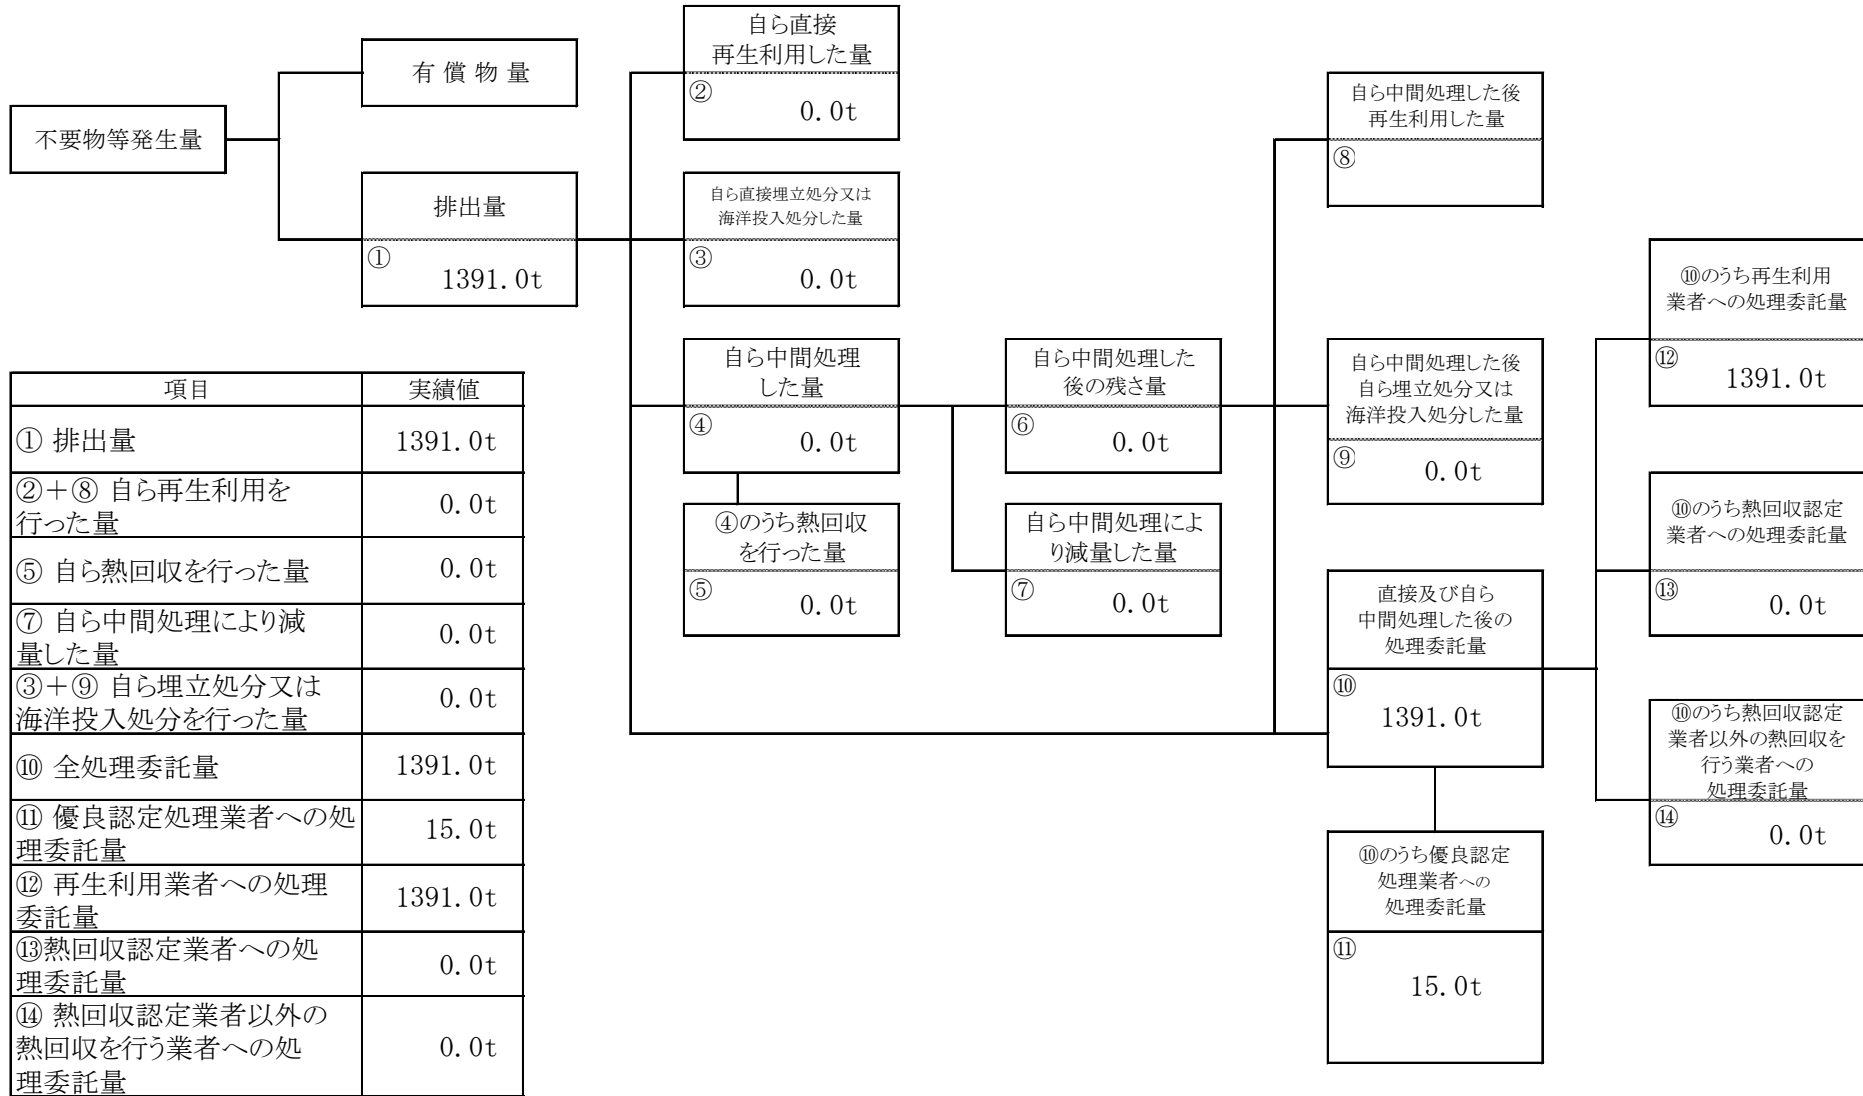 不要物等発生量
有 償 物 量
排出量
①
1391.0t
自ら直接
再生利用した量
②
0.0t
自ら直接埋立処分又は
海洋投入処分した量
③
0.0t
自ら中間処理
した量
④
0.0t
④のうち熱回収
を行った量
⑤
0.0t
自ら中間処理した
後の残さ量
⑥
0.0t
自ら中間処理によ
り減量した量
⑦
0.0t
自ら中間処理した後
再生利用した量
⑧
自ら中間処理した後
自ら埋立処分又は
海洋投入処分した量
⑨
0.0t
直接及び自ら
中間処理した後の
処理委託量
⑩
1391.0t
⑩のうち優良認定
処理業者への
処理委託量
⑪
15.0t
⑩のうち再生利用
業者への処理委託量
⑫
1391.0t
⑩のうち熱回収認定
業者への処理委託量
⑬
0.0t
⑩のうち熱回収認定
業者以外の熱回収を
行う業者への
処理委託量
⑭
0.0t
項目 実績値
① 排出量 1391.0t
②＋⑧ 自ら再生利用を
行った量 0.0t
⑤ 自ら熱回収を行った量 0.0t
⑦ 自ら中間処理により減
量した量 0.0t
③＋⑨ 自ら埋立処分又は
海洋投入処分を行った量 0.0t
⑩ 全処理委託量 1391.0t
⑪ 優良認定処理業者への処
理委託量 15.0t
⑫ 再生利用業者への処理
委託量 1391.0t
⑬熱回収認定業者への処
理委託量 0.0t
⑭ 熱回収認定業者以外の
熱回収を行う業者への処
理委託量 0.0t